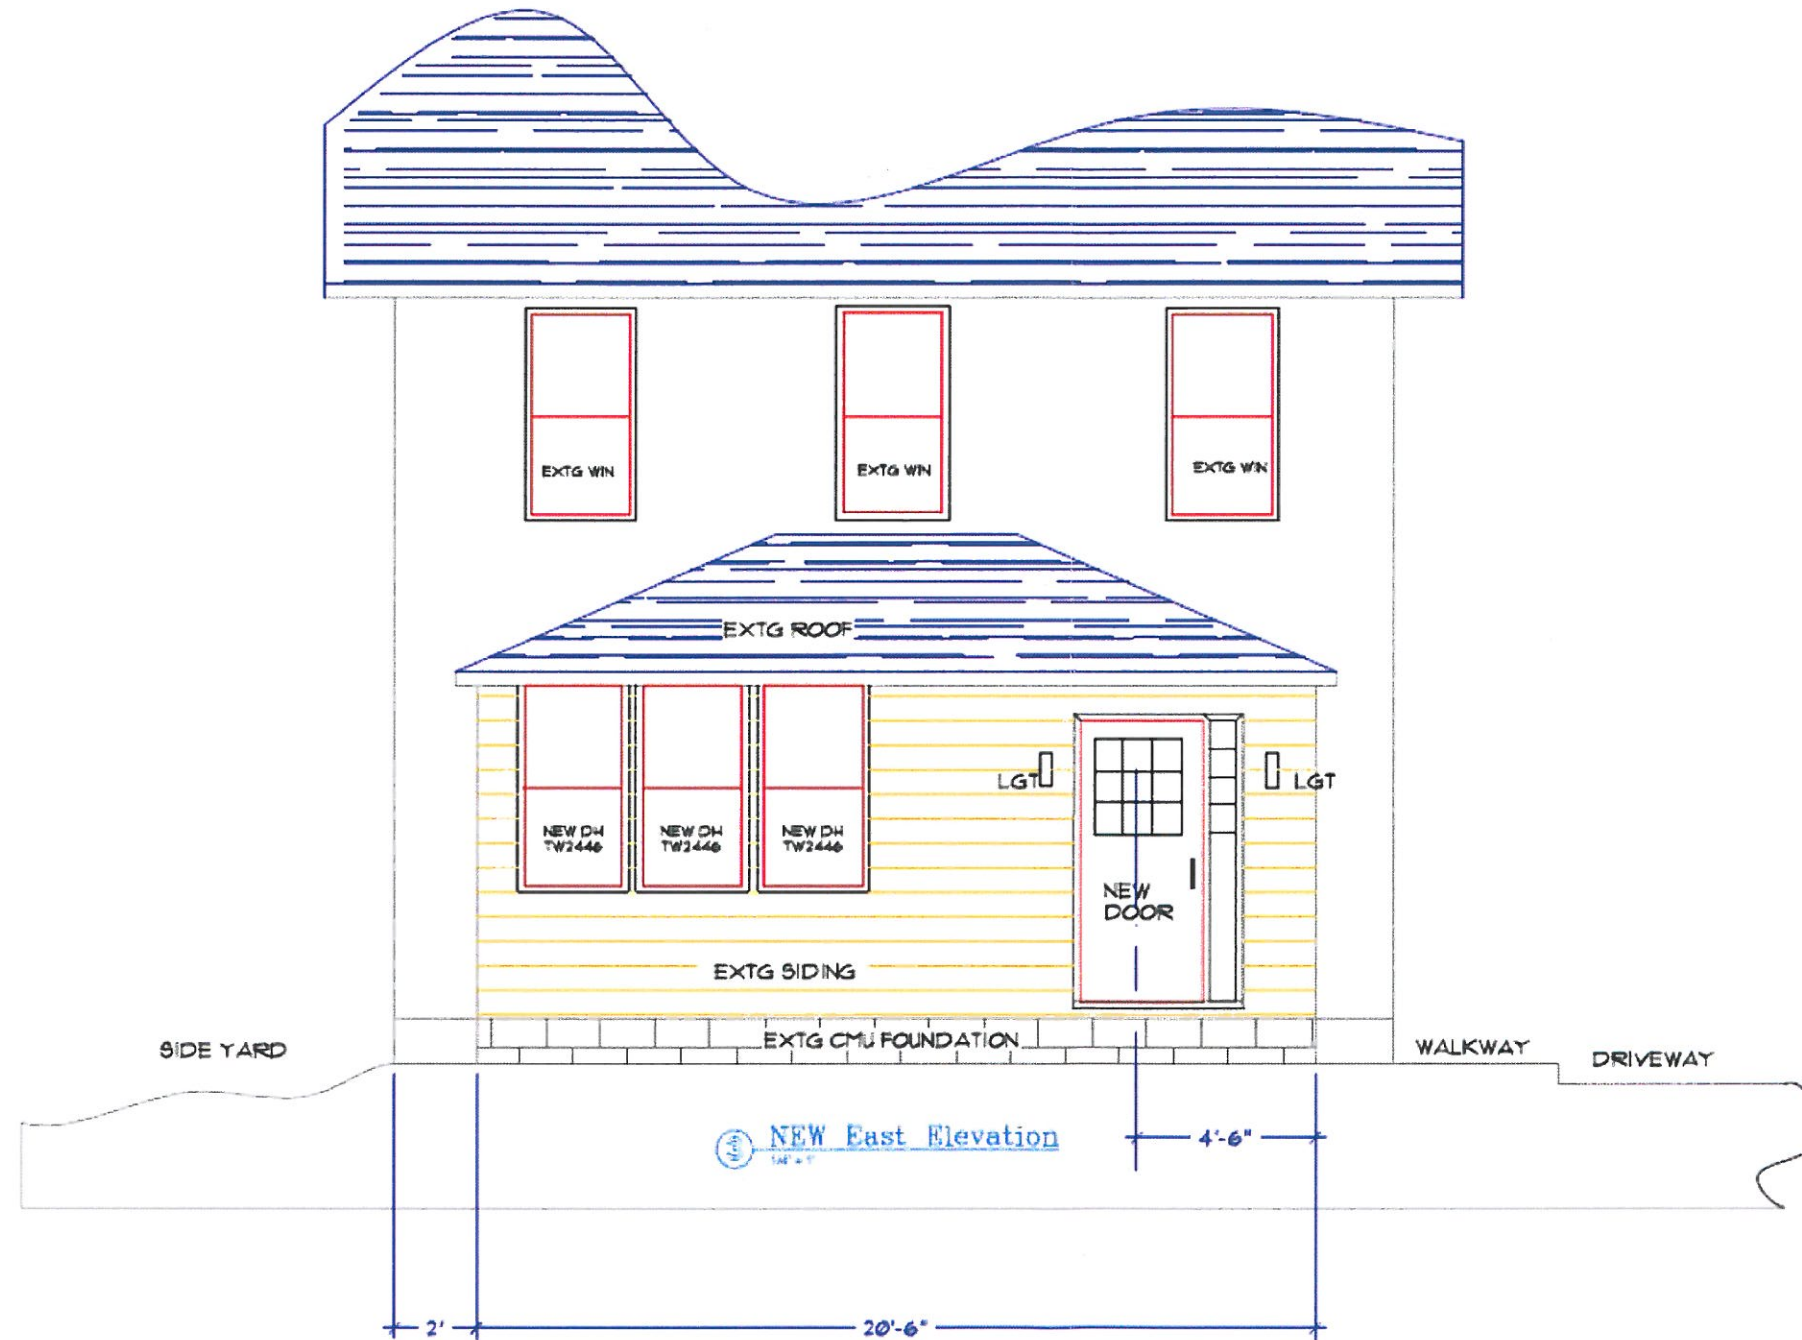 EXTG WIN
EXTG WIN
EXTG WIN
EXTG ROOF
LGT
LGT
NEW DH
TW2446
NEW DH
TW2446
NEW DH
TW2446
NEW
DOOR
EXTG SIDING
EXTG CMU FOUNDATION
SIDE YARD
WALKWAY
DRIVEWAY
NEW East Elevation
4'-6"
2'
20'-6"